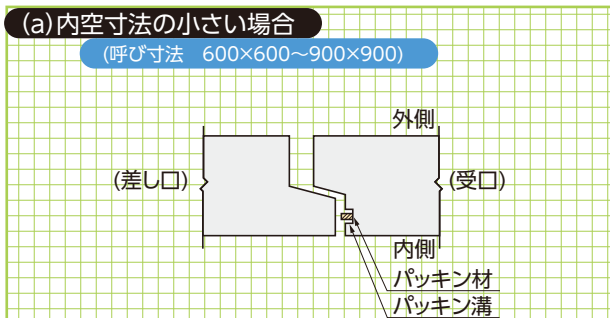 (a)内空寸法の小さい場合
(呼び寸法　600×600～900×900)
外側
(差し口)
(受口)
内側
パッキン材
パッキン溝